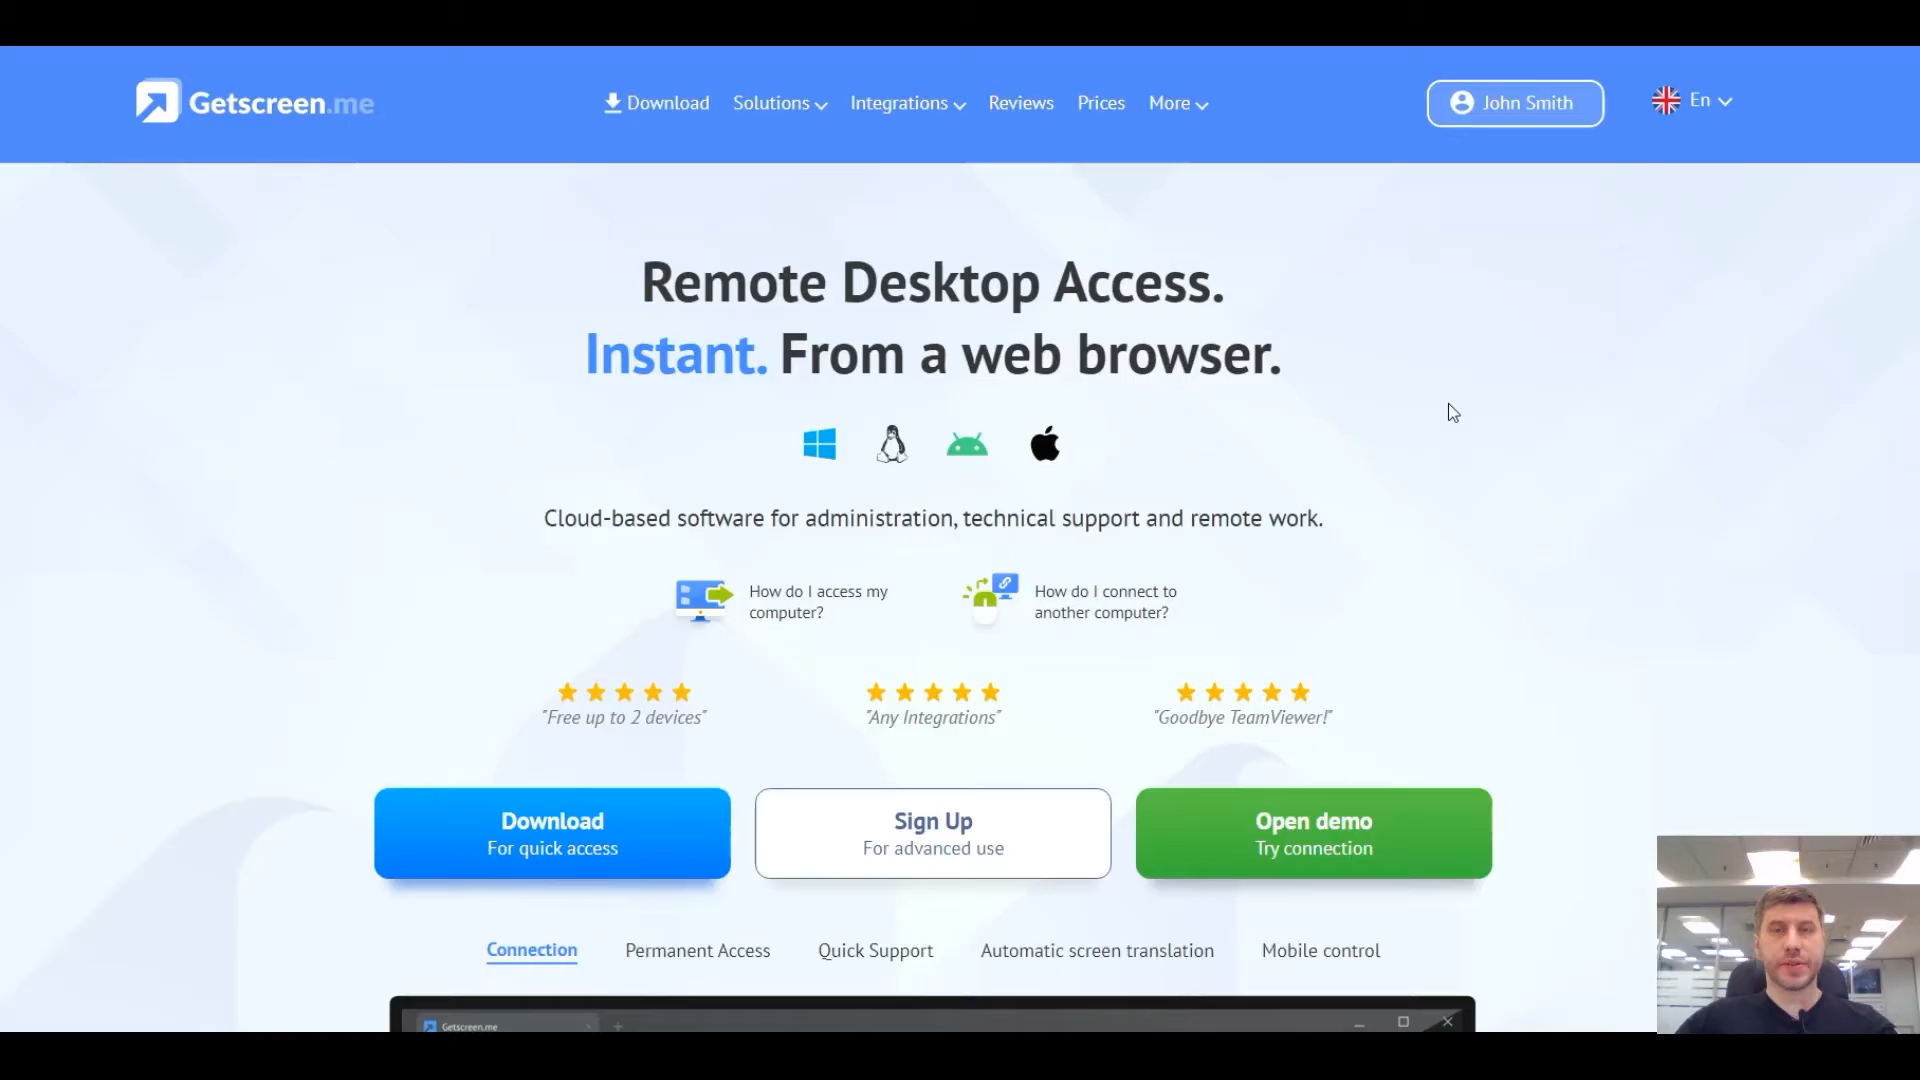 Getscreen.me
Download
Solutions
Integrations
Reviews
Prices
More
John Smith
En
Remote Desktop Access.
Instant. From a web browser.
Cloud-based software for administration, technical support and remote work.
How do I access my
computer?
How do I connect to
another computer?
"Free up to 2 devices"
"Any Integrations"
"Goodbye TeamViewer!"
Download
For quick access
Sign Up
For advanced use
Open demo
Try connection
Connection
Permanent Access
Quick Support
Automatic screen translation
Mobile control
Getscreen.me